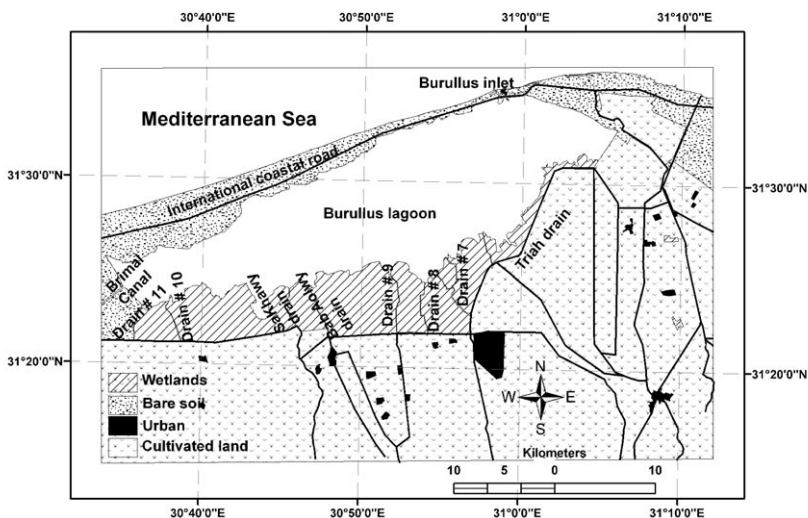 30°40'0"E
30°50'0"E
31°0'0"E
31°10'0"E
Burullus inlet
Mediterranean Sea
31°30'0"N
31°30'0"N
International coastal road
Burullus lagoon
Triah drain
Brimal
Canal
Drain # 11
Drain # 10
Sakhawy
drain
Bab Aolwy
drain
Drain #9
Drain # 8
Drain # 7
31°20'0"N
31°20'0"N
Wetlands
Bare soil
Urban
Cultivated land
N
W
E
S
Kilometers
10 5 0 10
30°40'0"E
30°50'0"E
31°0'0"E
31°10'0"E